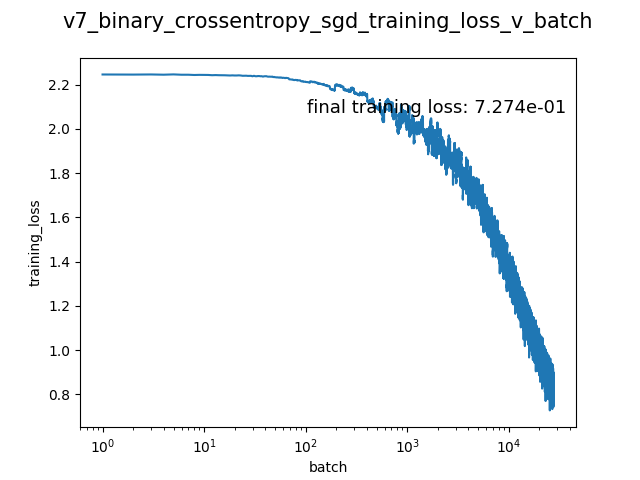 v7_binary_crossentropy_sgd_training_loss_v_batch
final training loss: 7.274e-01
training_loss
2.2
2.0
1.8
1.6
1.4
1.2
1.0
0.8
10⁰ 10¹ 10² 10³ 10⁴
batch